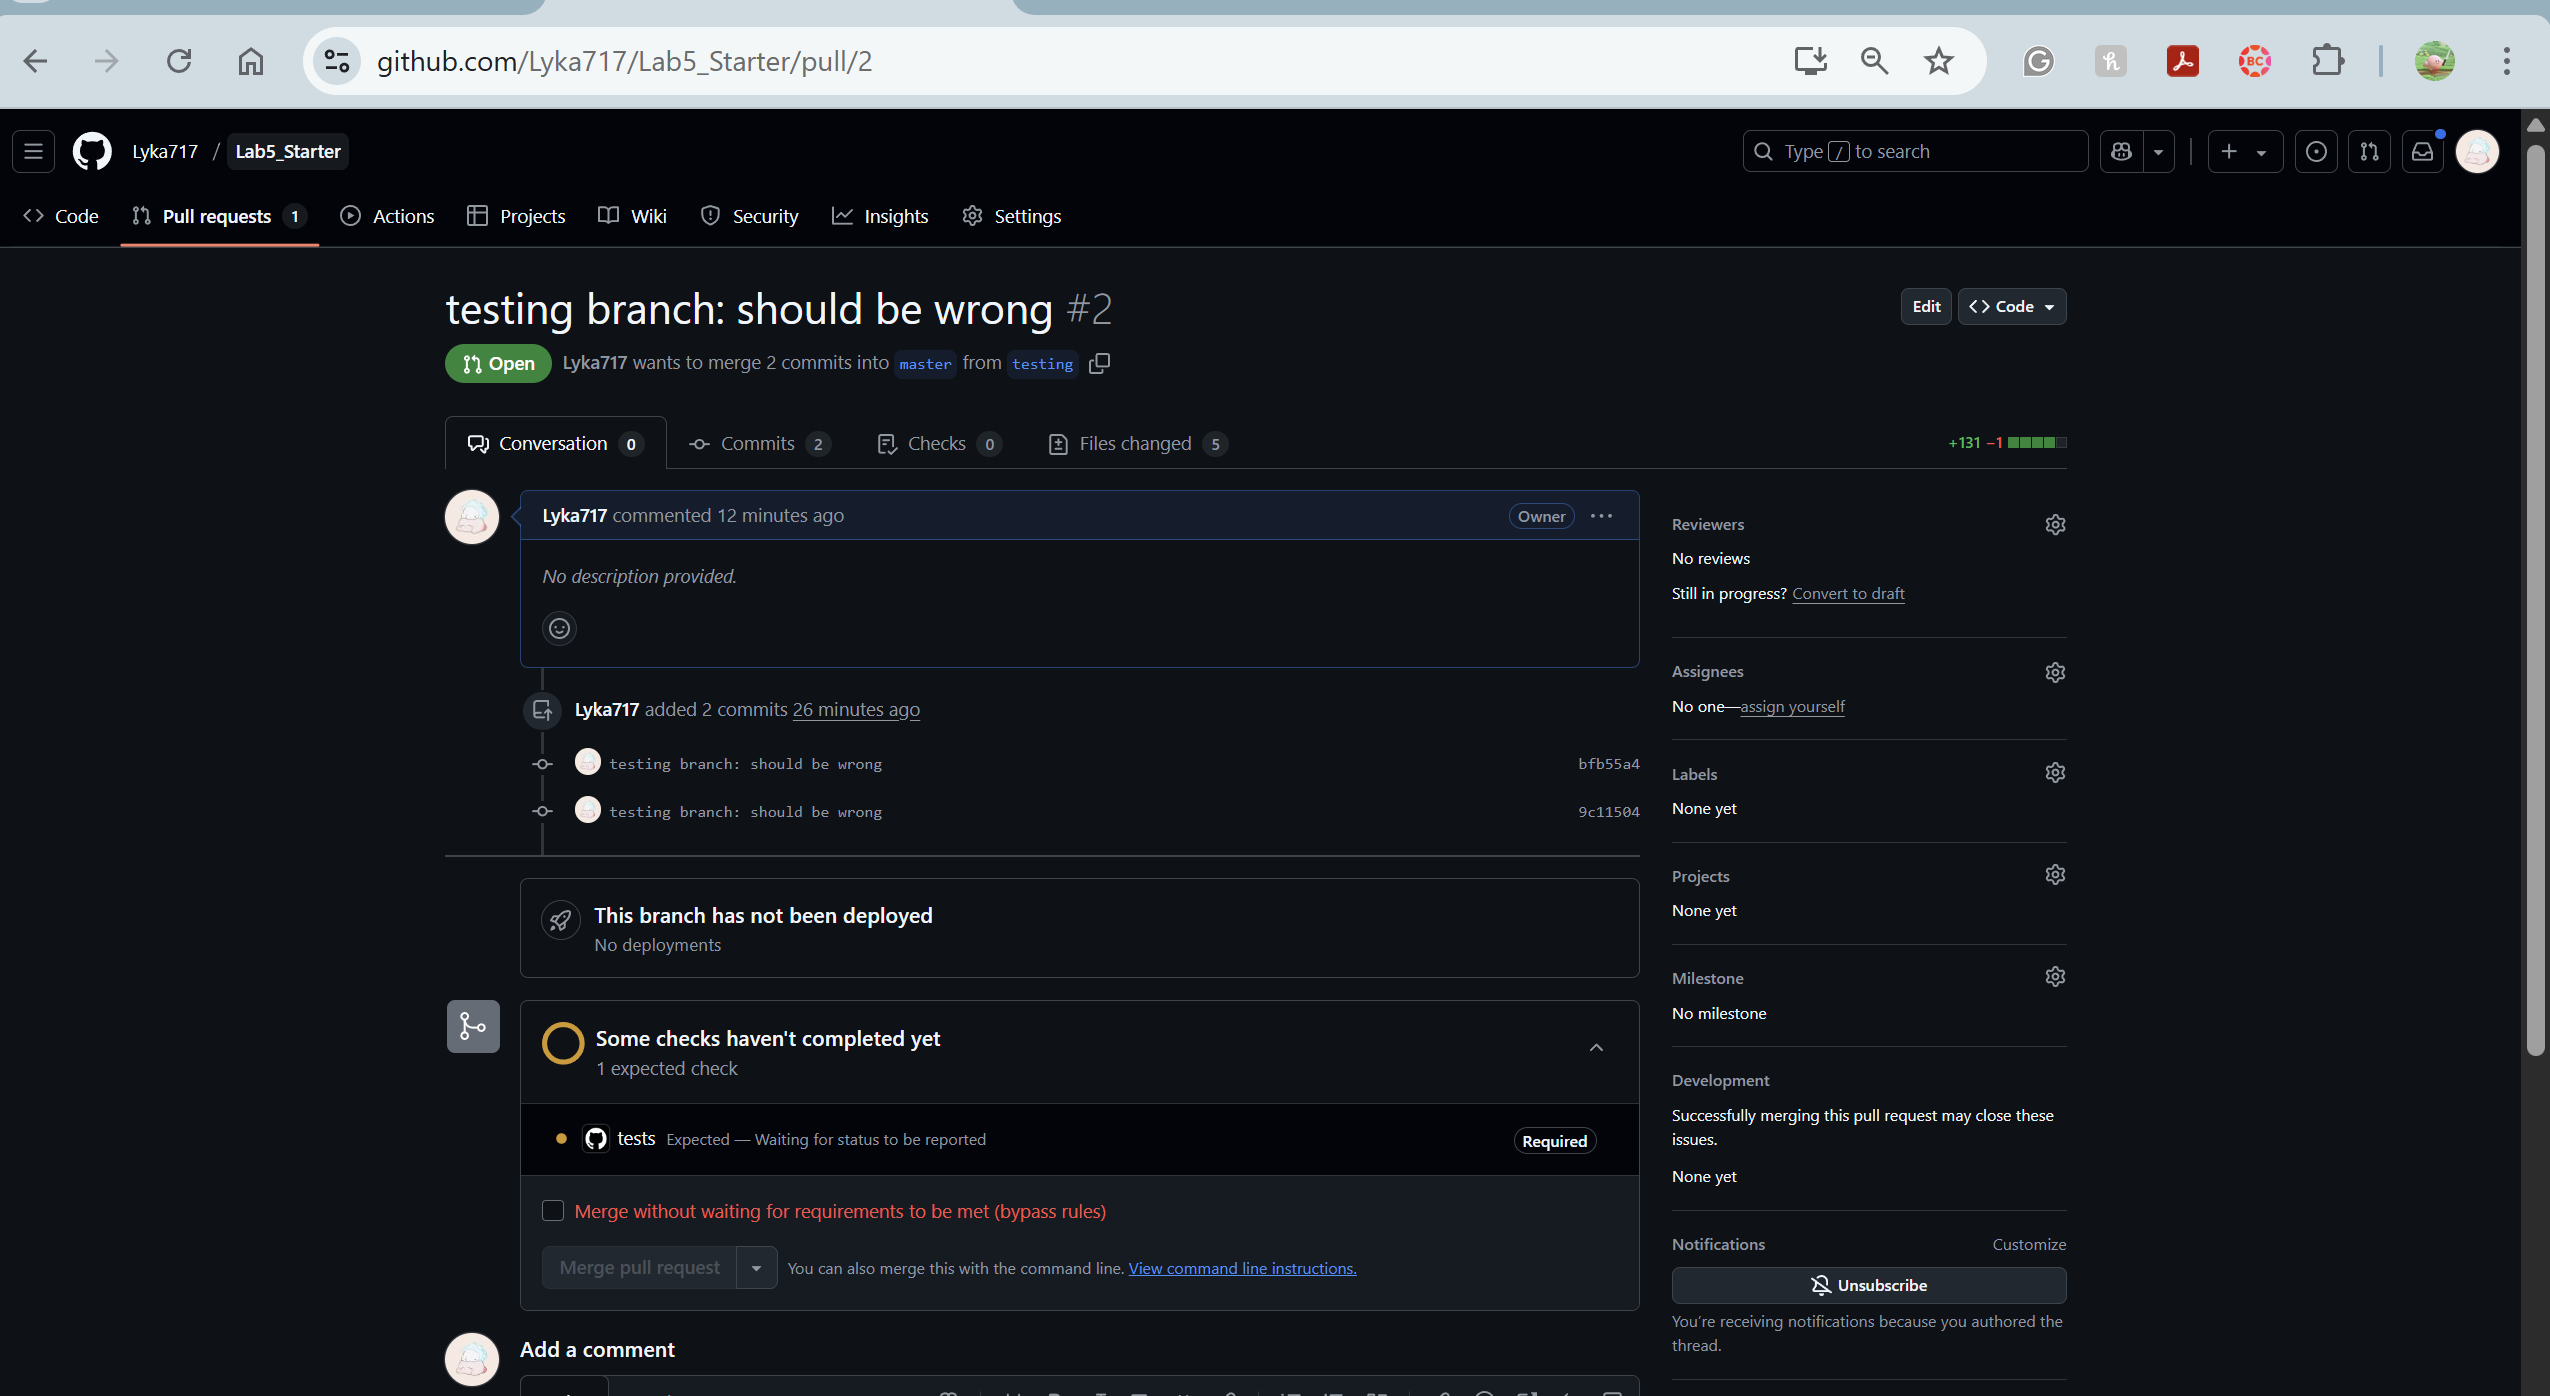 github.com/Lyka717/Lab5_Starter/pull/2
BC
Lyka717 / Lab5_Starter
Type / to search
Code
Pull requests 1
Actions
Projects
Wiki
Security
Insights
Settings
testing branch: should be wrong #2
Edit
Code
Open
Lyka717 wants to merge 2 commits into master from testing
Conversation 0
Commits 2
Checks 0
Files changed 5
+131 −1
Lyka717 commented 12 minutes ago
Owner
No description provided.
Lyka717 added 2 commits 26 minutes ago
testing branch: should be wrong bfb55a4
testing branch: should be wrong 9c11504
This branch has not been deployed
No deployments
Some checks haven't completed yet
1 expected check
tests Expected — Waiting for status to be reported
Required
Merge without waiting for requirements to be met (bypass rules)
Merge pull request
You can also merge this with the command line. View command line instructions.
Add a comment
Reviewers
No reviews
Still in progress? Convert to draft
Assignees
No one—assign yourself
Labels
None yet
Projects
None yet
Milestone
No milestone
Development
Successfully merging this pull request may close these
issues.
None yet
Notifications
Customize
Unsubscribe
You're receiving notifications because you authored the
thread.